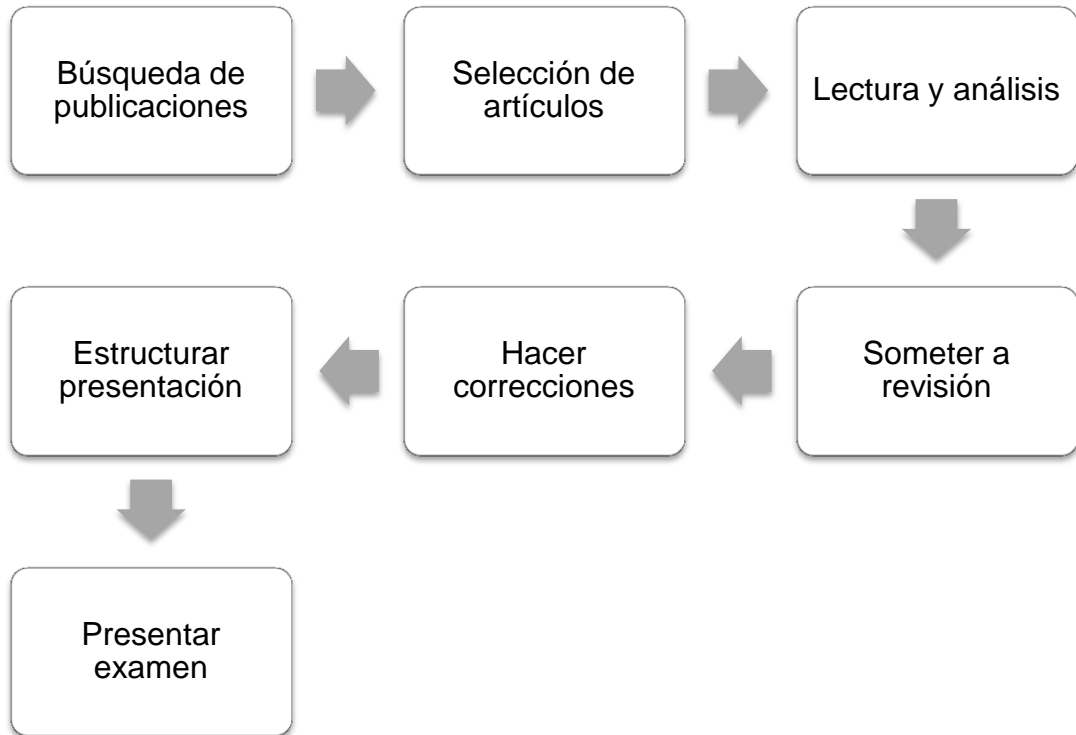 Búsqueda de
publicaciones
Selección de
artículos
Lectura y análisis
Someter a
revisión
Hacer
correcciones
Estructurar
presentación
Presentar
examen